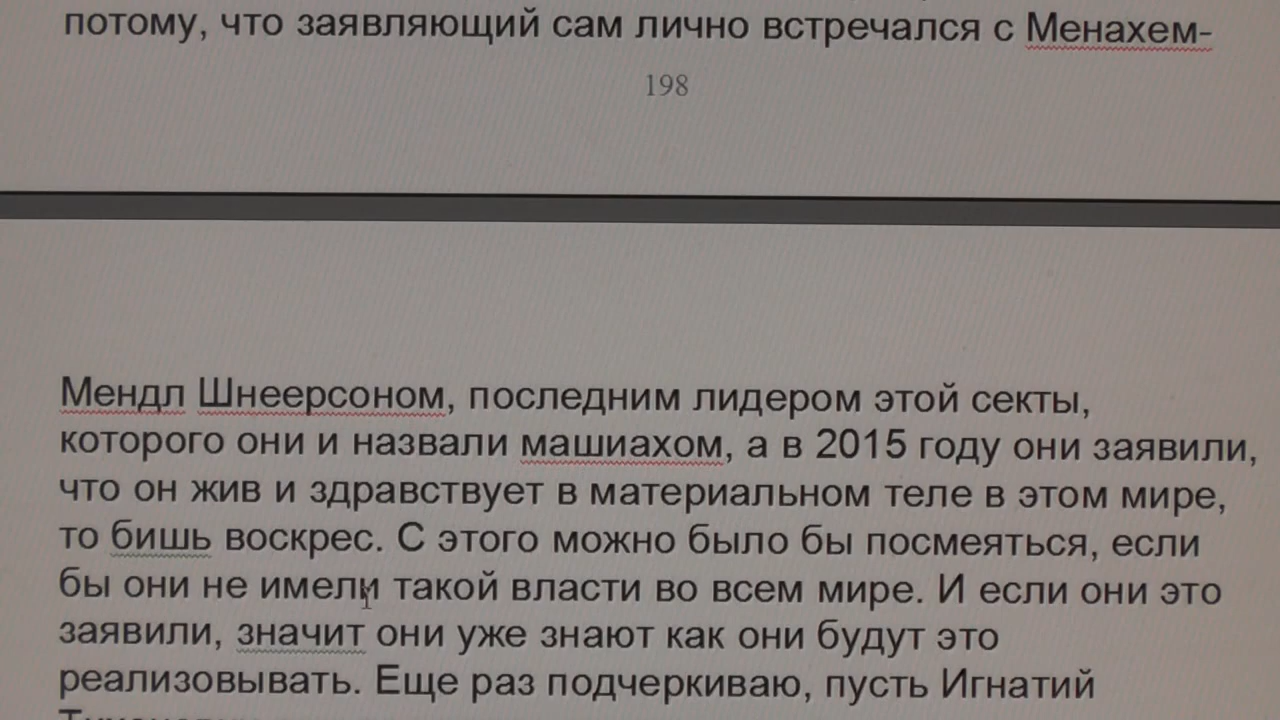 потому, что заявляющий сам лично встречался с Менахем-
198
Мендл Шнеерсоном, последним лидером этой секты,
которого они и назвали машиахом, а в 2015 году они заявили,
что он жив и здравствует в материальном теле в этом мире,
то бишь воскрес. С этого можно было бы посмеяться, если
бы они не имели такой власти во всем мире. И если они это
заявили, значит они уже знают как они будут это
реализовывать. Еще раз подчеркиваю, пусть Игнатий